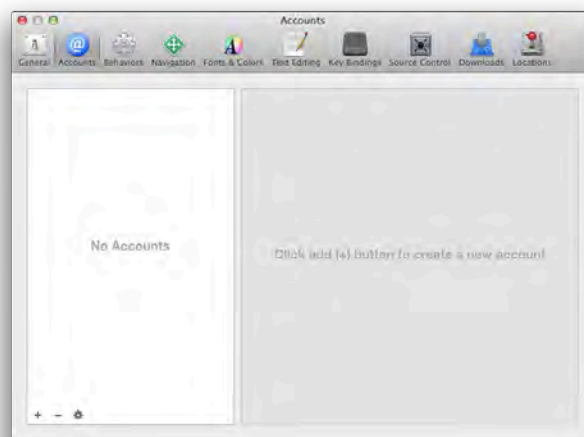 Accounts
General Accounts Behaviors Navigation Fonts & Colors Text Editing Key Bindings Source Control Downloads Locations
No Accounts
Click add (+) button to create a new account
+ −